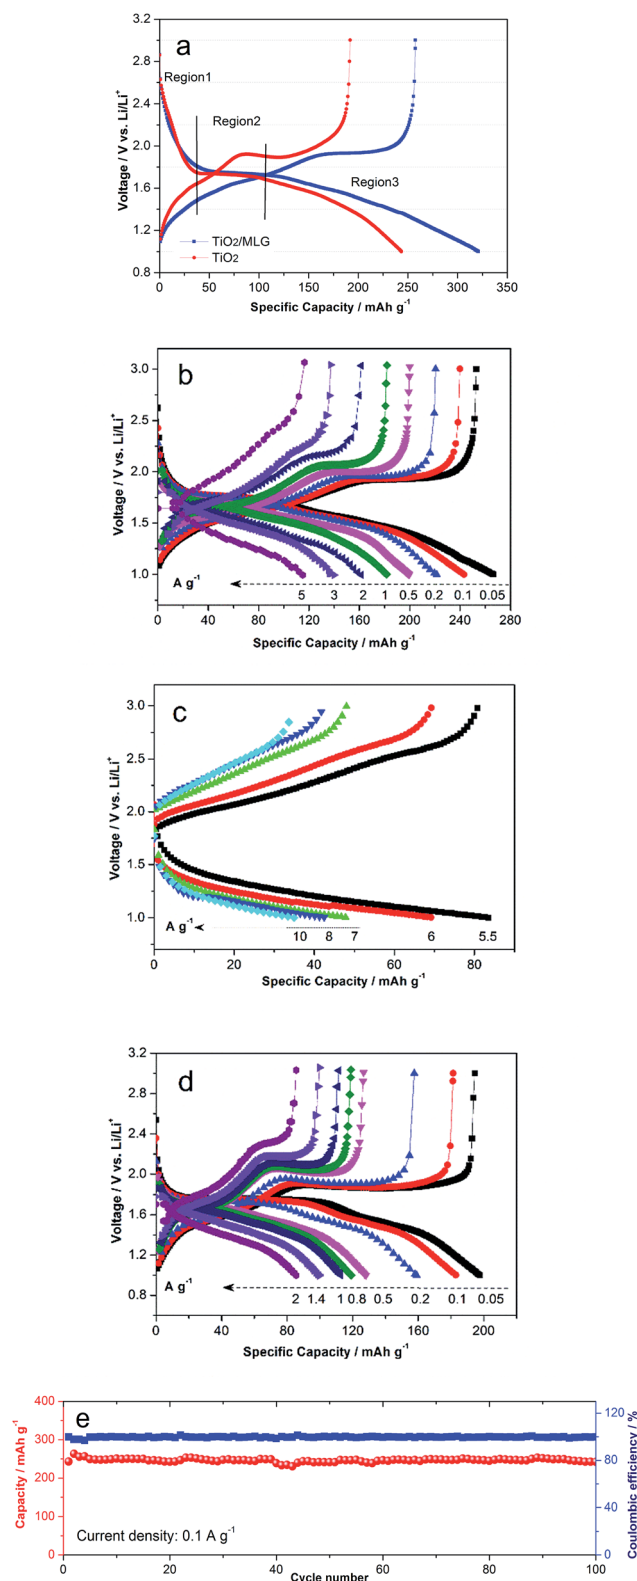 a
3.2
2.8
2.4
2.0
1.6
1.2
0.8
Voltage / V vs. Li/Li⁺
Region1
Region2
Region3
TiO₂/MLG
TiO₂
0 50 100 150 200 250 300 350
Specific Capacity / mAh g⁻¹
b
3.0
2.5
2.0
1.5
1.0
Voltage / V vs. Li/Li⁺
A g⁻¹
5 3 2 1 0.5 0.2 0.1 0.05
0 40 80 120 160 200 240 280
Specific Capacity / mAh g⁻¹
c
3.0
2.5
2.0
1.5
1.0
Voltage / V vs. Li/Li⁺
A g⁻¹
10 8 7 6 5.5
0 20 40 60 80
Specific Capacity / mAh g⁻¹
d
3.2
2.8
2.4
2.0
1.6
1.2
0.8
Voltage / V vs. Li/Li⁺
A g⁻¹
2 1.4 1 0.8 0.5 0.2 0.1 0.05
0 40 80 120 160 200
Specific Capacity / mAh g⁻¹
e
400
300
200
100
0
Capacity / mAh g⁻¹
120
80
40
0
Coulombic efficiency / %
Current density: 0.1 A g⁻¹
0 20 40 60 80 100
Cycle number